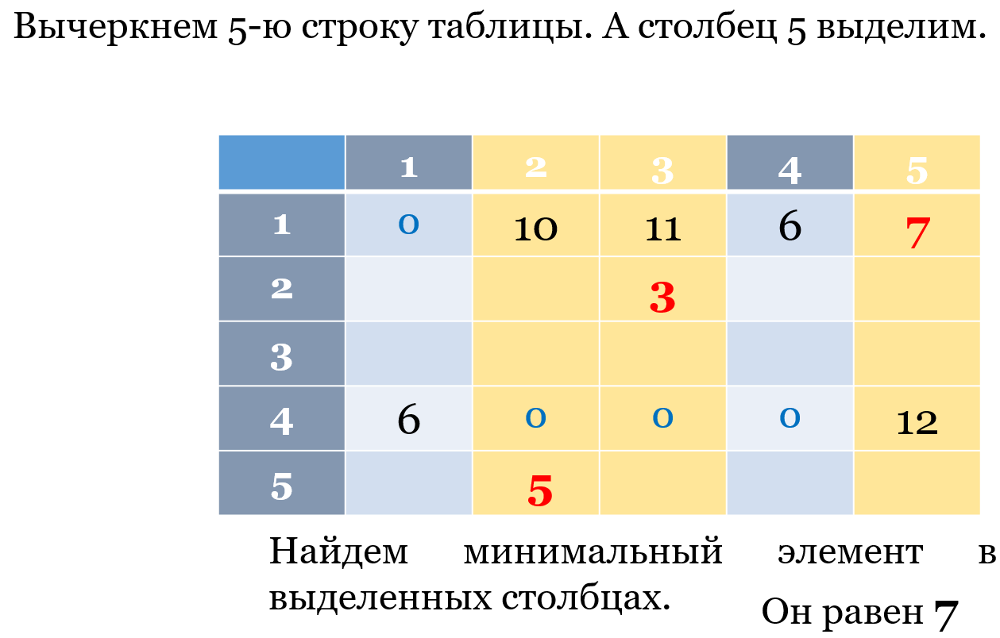 Вычеркнем 5-ю строку таблицы. А столбец 5 выделим.
1 2 3 4 5
1 0 10 11 6 7
2 3
3
4 6 0 0 0 12
5 5
Найдем минимальный элемент в
выделенных столбцах.
Он равен 7